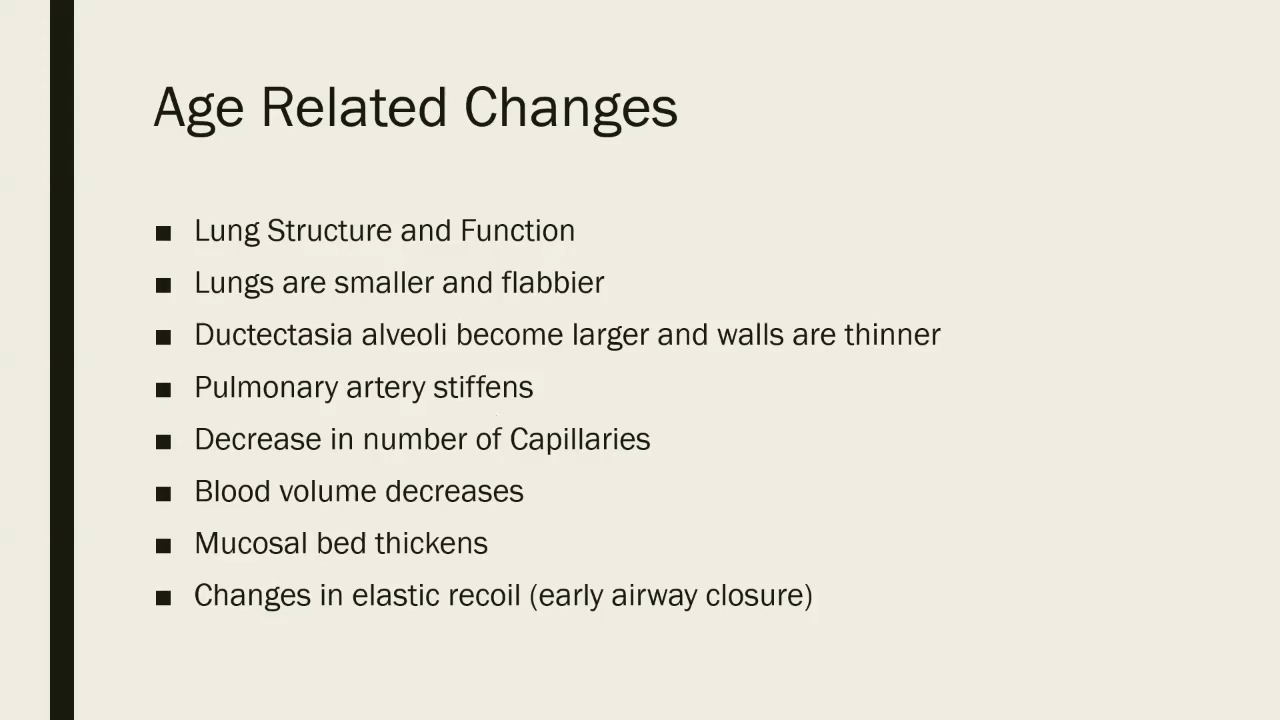 Age Related Changes
■ Lung Structure and Function
■ Lungs are smaller and flabbier
■ Ductectasia alveoli become larger and walls are thinner
■ Pulmonary artery stiffens
■ Decrease in number of Capillaries
■ Blood volume decreases
■ Mucosal bed thickens
■ Changes in elastic recoil (early airway closure)